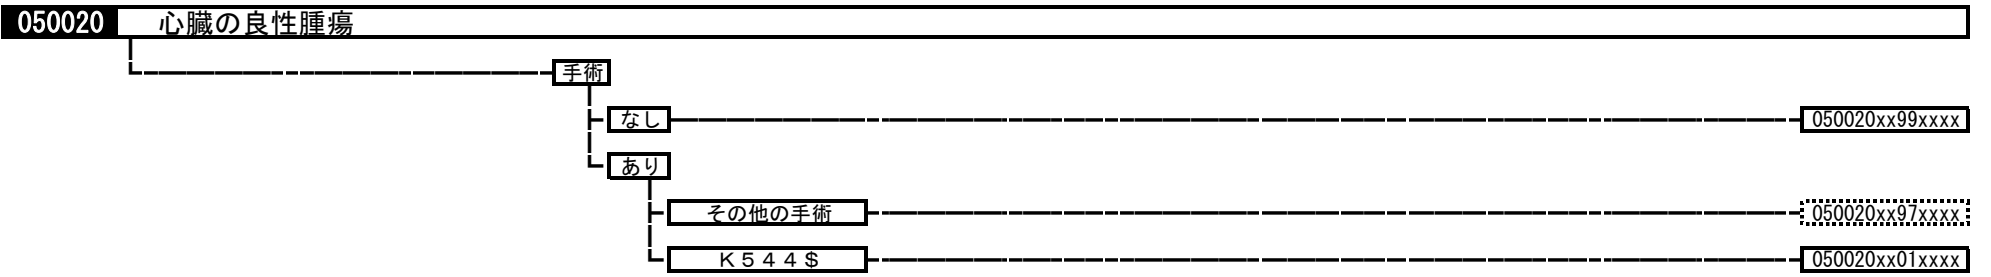 050020 心臓の良性腫瘍
手術
なし 050020xx99xxxx
あり
その他の手術 050020xx97xxxx
K544$ 050020xx01xxxx